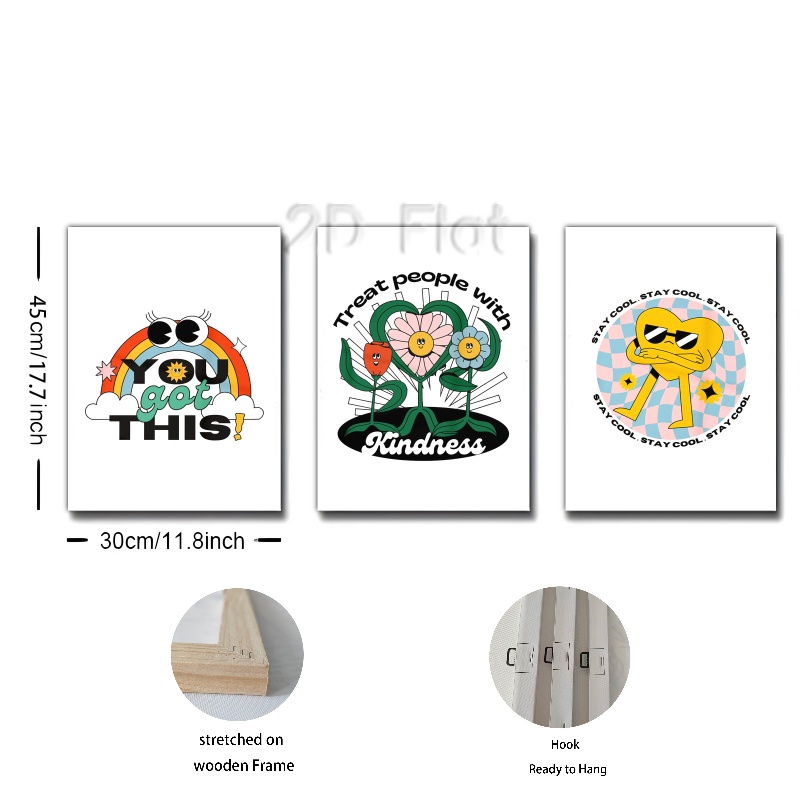 2D Flat
45cm/17.7inch
YOU
got
THIS!
Treat people with
Kindness
STAY COOL. STAY COOL. STAY COOL
STAY COOL. STAY COOL. STAY COOL
30cm/11.8inch
stretched on
wooden Frame
Hook
Ready to Hang